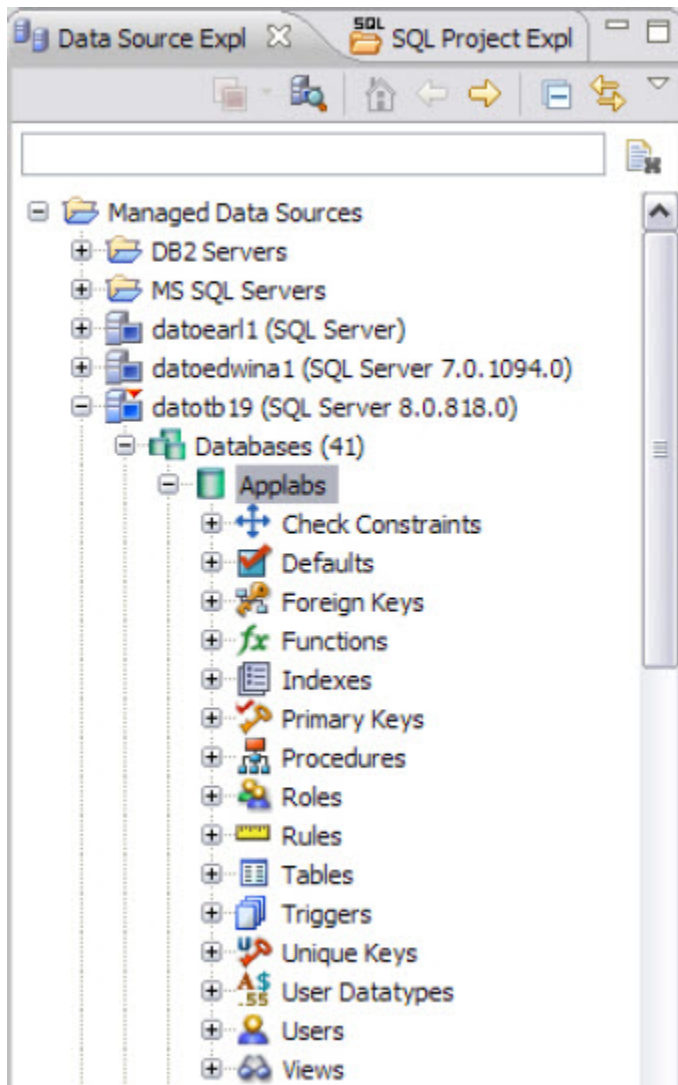 Data Source Expl SQL SQL Project Expl
Managed Data Sources
DB2 Servers
MS SQL Servers
datoearl1 (SQL Server)
datoedwina1 (SQL Server 7.0.1094.0)
datotb19 (SQL Server 8.0.818.0)
Databases (41)
Applabs
Check Constraints
Defaults
Foreign Keys
fx Functions
Indexes
Primary Keys
Procedures
Roles
Rules
Tables
Triggers
U Unique Keys
A$ .55 User Datatypes
Users
Views